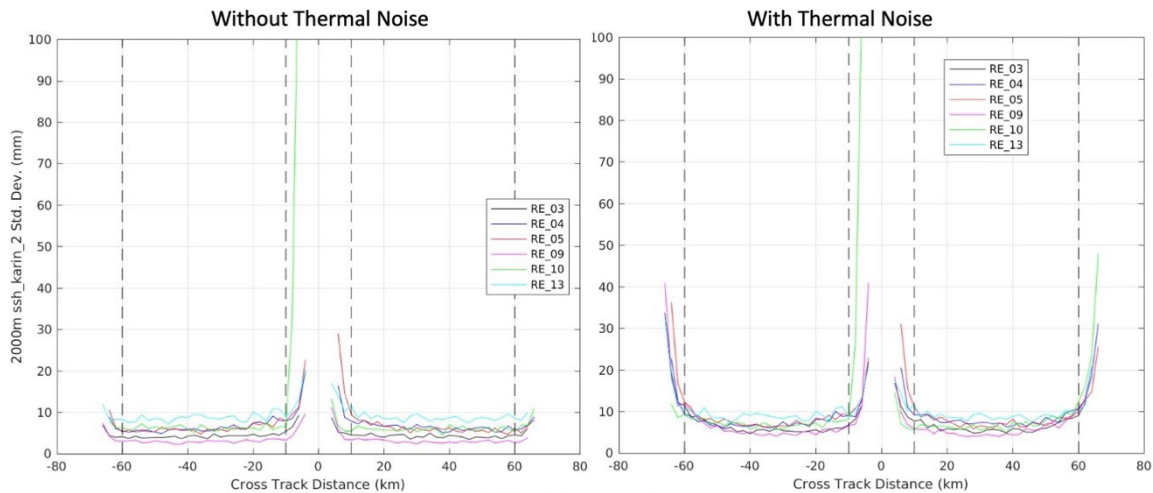 Without Thermal Noise
100
90
80
70
60
50
40
30
20
10
0
2000m ssh_karin_2 Std. Dev. (mm)
RE_03
RE_04
RE_05
RE_09
RE_10
RE_13
-80 -60 -40 -20 0 20 40 60 80
Cross Track Distance (km)
With Thermal Noise
100
90
80
70
60
50
40
30
20
10
0
RE_03
RE_04
RE_05
RE_09
RE_10
RE_13
-80 -60 -40 -20 0 20 40 60 80
Cross Track Distance (km)